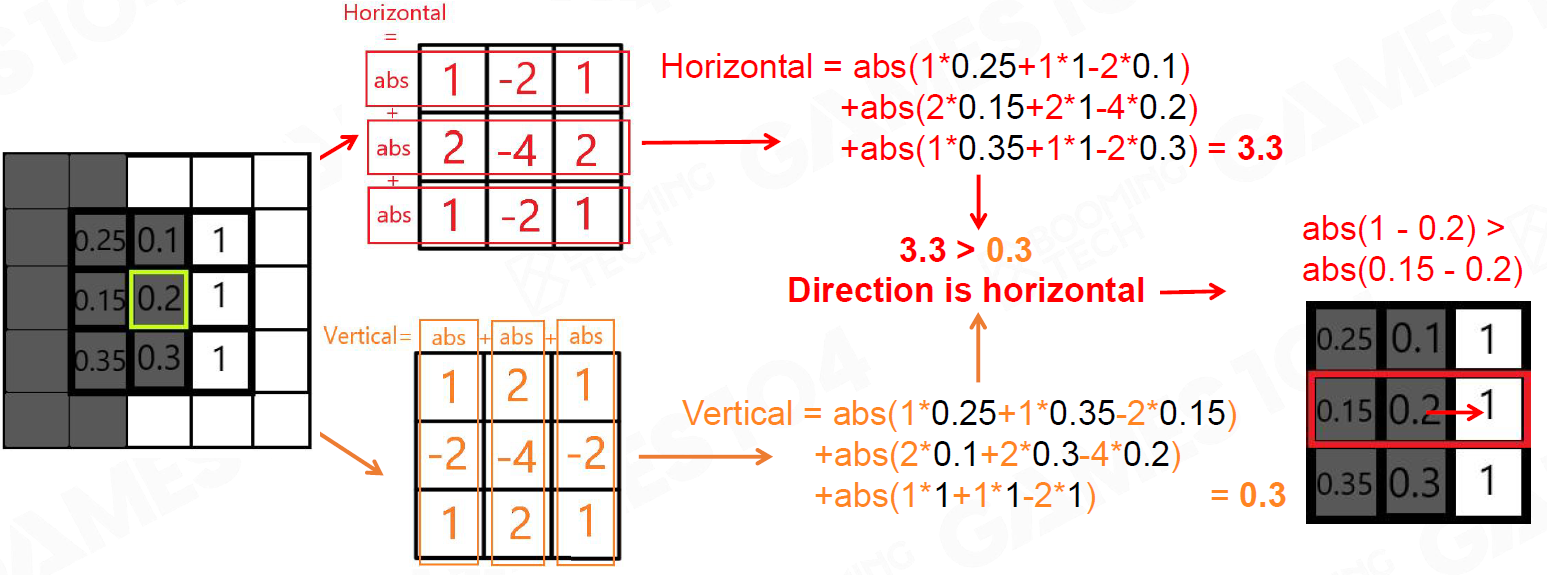 Horizontal
=
abs 1 -2 1
+
abs 2 -4 2
+
abs 1 -2 1
Horizontal = abs(1*0.25+1*1-2*0.1)
+abs(2*0.15+2*1-4*0.2)
+abs(1*0.35+1*1-2*0.3) = 3.3
0.25 0.1 1
0.15 0.2 1
0.35 0.3 1
3.3 > 0.3
Direction is horizontal
abs(1 - 0.2) >
abs(0.15 - 0.2)
0.25 0.1 1
0.15 0.2 1
0.35 0.3 1
Vertical= abs + abs + abs
1 2 1
-2 -4 -2
1 2 1
Vertical = abs(1*0.25+1*0.35-2*0.15)
+abs(2*0.1+2*0.3-4*0.2)
+abs(1*1+1*1-2*1) = 0.3
GAMES104
BOOMING
TECH